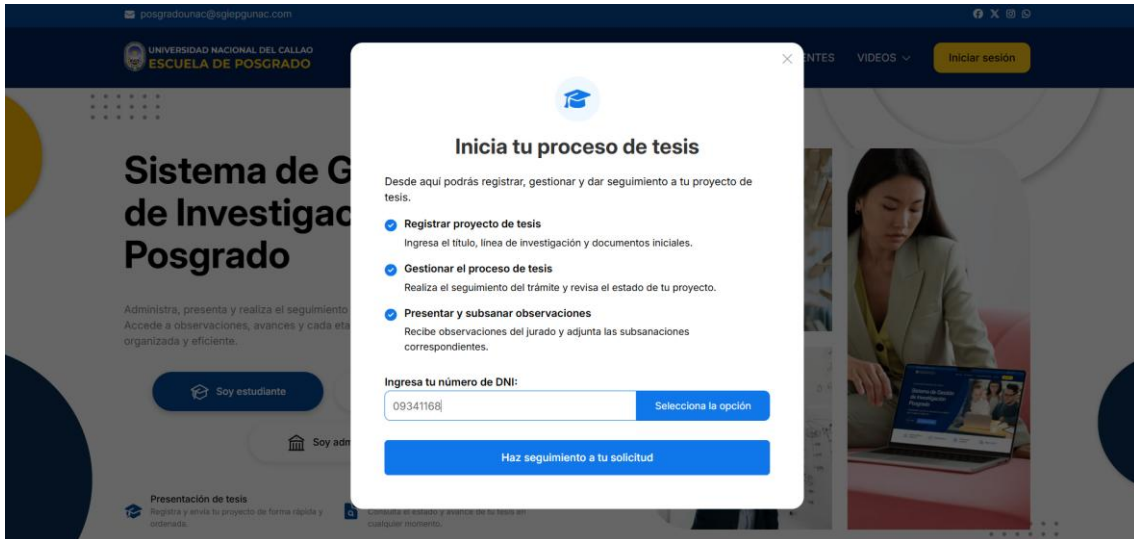 posgradounac@sgiepgunac.com
UNIVERSIDAD NACIONAL DEL CALLAO
ESCUELA DE POSGRADO
ENTES
VIDEOS
Iniciar sesión
Inicia tu proceso de tesis
Desde aquí podrás registrar, gestionar y dar seguimiento a tu proyecto de
tesis.
Registrar proyecto de tesis
Ingresa el título, línea de investigación y documentos iniciales.
Gestionar el proceso de tesis
Realiza el seguimiento del trámite y revisa el estado de tu proyecto.
Presentar y subsanar observaciones
Recibe observaciones del jurado y adjunta las subsanaciones
correspondientes.
Ingresa tu número de DNI:
09341168
Selecciona la opción
Haz seguimiento a tu solicitud
Sistema de G
de Investigac
Posgrado
Administra, presenta y realiza el seguimiento
Accede a observaciones, avances y cada eta
organizada y eficiente.
Soy estudiante
Soy adm
Presentación de tesis
Registra y envía tu proyecto de forma rápida y
ordenada.
Consulta el estado y avance de tu tesis en
cualquier momento.